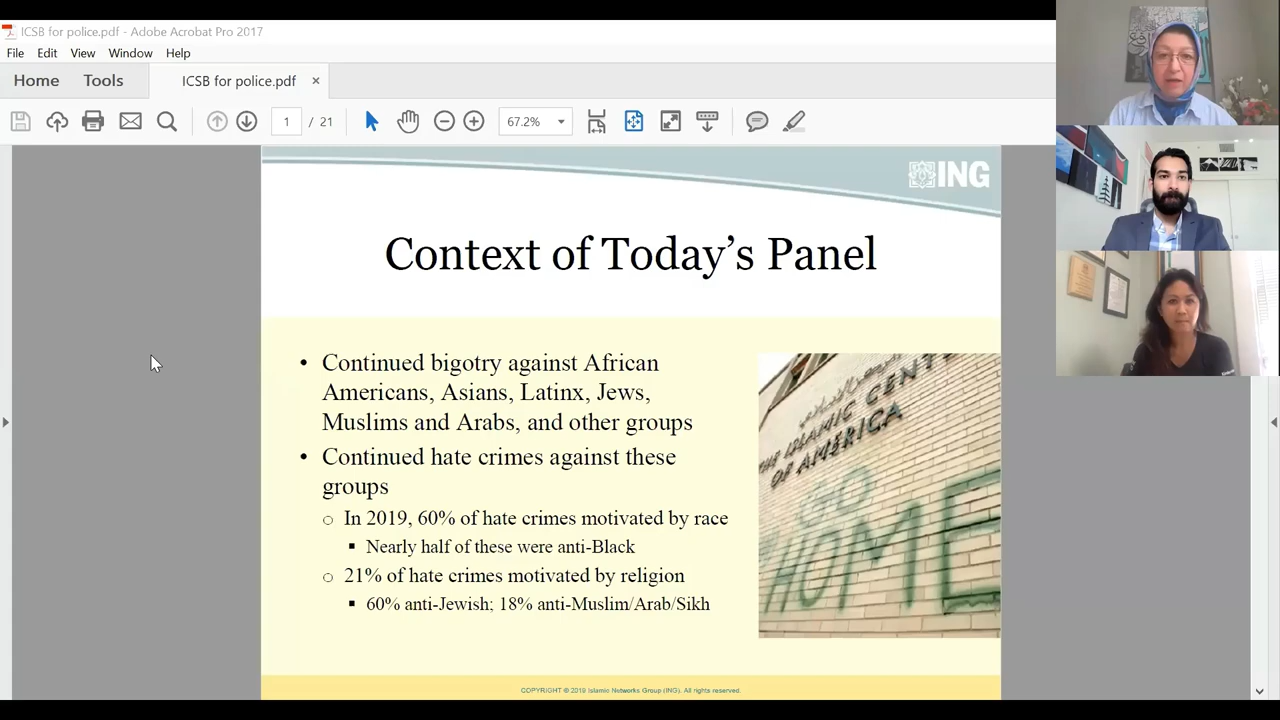 ICSB for police.pdf - Adobe Acrobat Pro 2017
File Edit View Window Help
Home Tools ICSB for police.pdf ×
1 / 21 67.2%
ING
Context of Today's Panel
• Continued bigotry against African
Americans, Asians, Latinx, Jews,
Muslims and Arabs, and other groups
• Continued hate crimes against these
groups
o In 2019, 60% of hate crimes motivated by race
▪ Nearly half of these were anti-Black
o 21% of hate crimes motivated by religion
▪ 60% anti-Jewish; 18% anti-Muslim/Arab/Sikh
THE ISLAMIC CENTE
OF AMERICA
GO
HOME
COPYRIGHT © 2019 Islamic Networks Group (ING). All rights reserved.